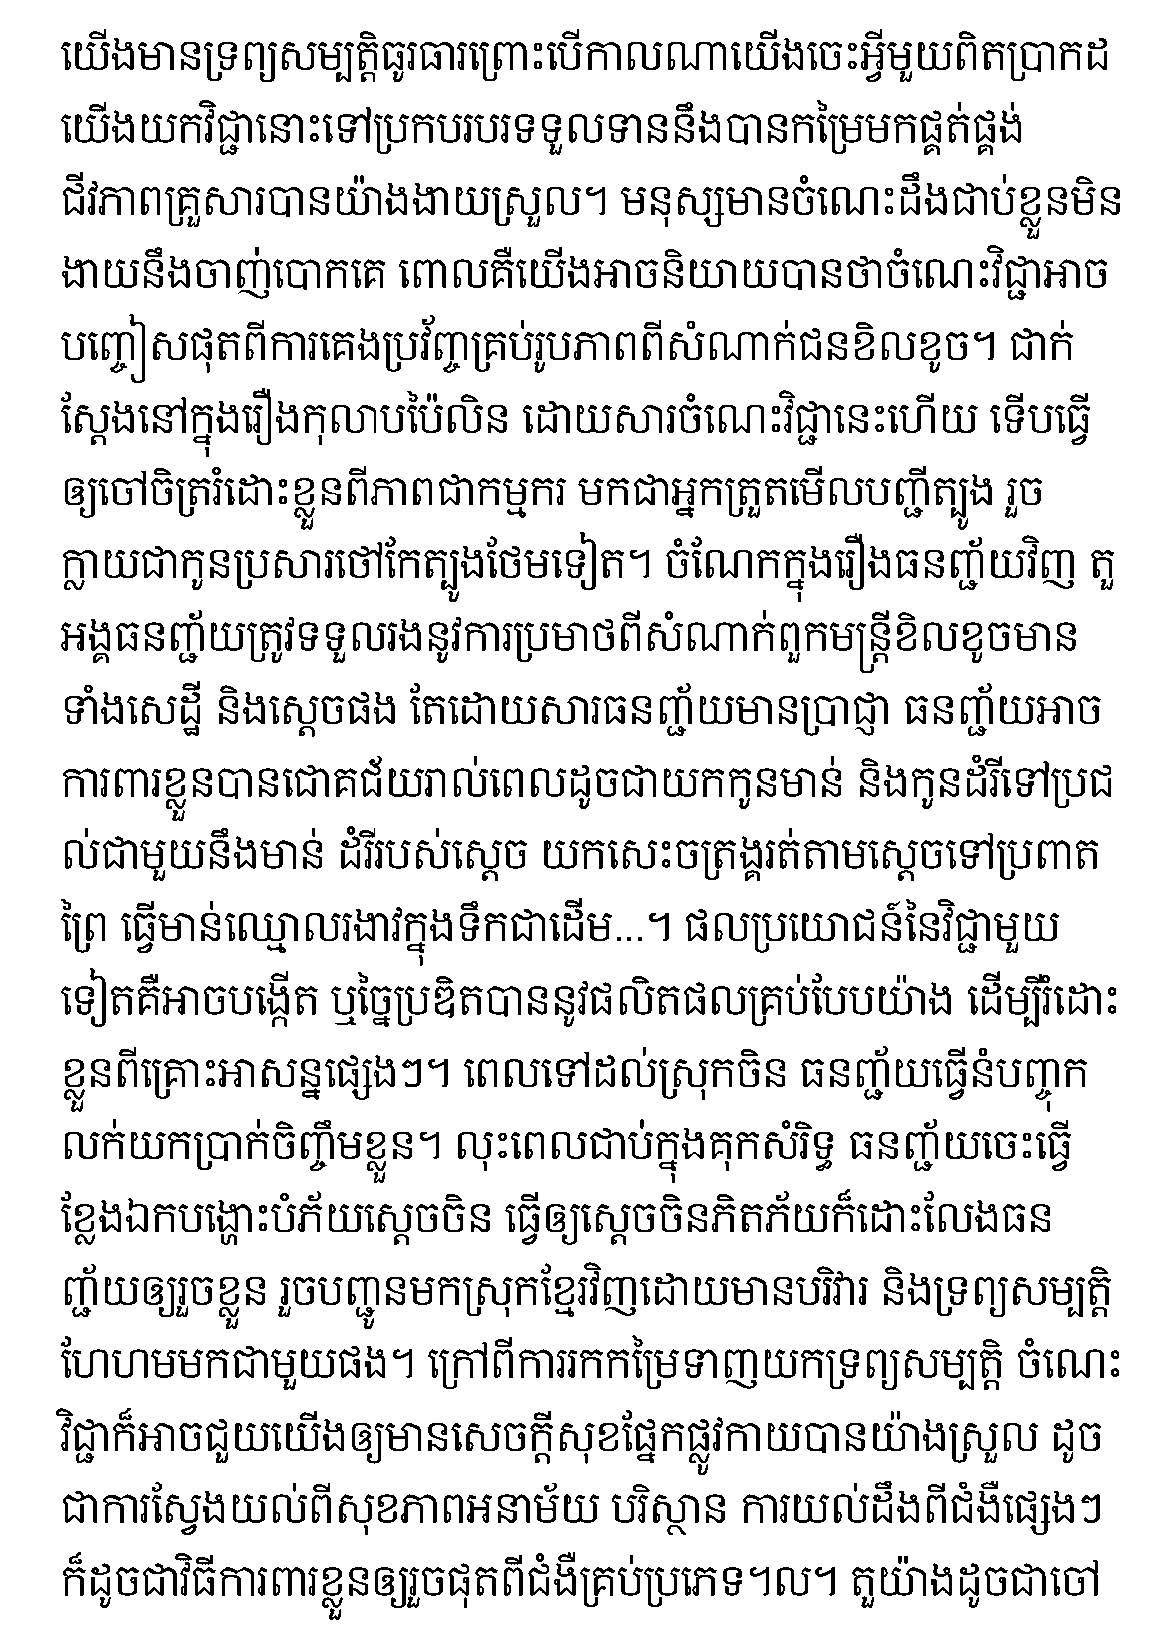 យើងមានទ្រព្យសម្បត្តិធូរធារព្រោះបើកាលណាយើងចេះអ្វីមួយពិតប្រាកដ
យើងយកវិជ្ជានោះទៅប្រកបរបរទទួលទាននឹងបានកម្រៃមកផ្គត់ផ្គង់
ជីវភាពគ្រួសារបានយ៉ាងងាយស្រួល។ មនុស្សមានចំណេះដឹងជាប់ខ្លួនមិន
ងាយនឹងចាញ់បោកគេ ពោលគឺយើងអាចនិយាយបានថាចំណេះវិជ្ជាអាច
បញ្ចៀសផុតពីការគេងប្រវ័ញ្ចគ្រប់រូបភាពពីសំណាក់ជនខិលខូច។ ជាក់
ស្តែងនៅក្នុងរឿងកុលាបប៉ៃលិន ដោយសារចំណេះវិជ្ជានេះហើយ ទើបធ្វើ
ឲ្យចៅចិត្ររំដោះខ្លួនពីភាពជាកម្មករ មកជាអ្នកត្រួតមើលបញ្ជីត្បូង រួច
ក្លាយជាកូនប្រសារថៅកែត្បូងថែមទៀត។ ចំណែកក្នុងរឿងធនញ្ជ័យវិញ តួ
អង្គធនញ្ជ័យត្រូវទទួលរងនូវការប្រមាថពីសំណាក់ពួកមន្ត្រីខិលខូចមាន
ទាំងសេដ្ឋី និងស្តេចផង តែដោយសារធនញ្ជ័យមានប្រាជ្ញា ធនញ្ជ័យអាច
ការពារខ្លួនបានជោគជ័យរាល់ពេលដូចជាយកកូនមាន់ និងកូនដំរីទៅប្រជ
ល់ជាមួយនឹងមាន់ ដំរីរបស់ស្តេច យកសេះចត្រង្គរត់តាមស្តេចទៅប្រពាត
ព្រៃ ធ្វើមាន់ឈ្មោលរងាវក្នុងទឹកជាដើម...។ ផលប្រយោជន៍នៃវិជ្ជាមួយ
ទៀតគឺអាចបង្កើត ឬច្នៃប្រឌិតបាននូវផលិតផលគ្រប់បែបយ៉ាង ដើម្បីរំដោះ
ខ្លួនពីគ្រោះអាសន្នផ្សេងៗ។ ពេលទៅដល់ស្រុកចិន ធនញ្ជ័យធ្វើនំបញ្ចុក
លក់យកប្រាក់ចិញ្ចឹមខ្លួន។ លុះពេលជាប់ក្នុងគុកសំរិទ្ធ ធនញ្ជ័យចេះធ្វើ
ខ្លែងឯកបង្ហោះបំភ័យស្តេចចិន ធ្វើឲ្យស្តេចចិនភិតភ័យក៏ដោះលែងធន
ញ្ជ័យឲ្យរួចខ្លួន រួចបញ្ជូនមកស្រុកខ្មែរវិញដោយមានបរិវារ និងទ្រព្យសម្បត្តិ
ហែហមមកជាមួយផង។ ក្រៅពីការរកកម្រៃទាញយកទ្រព្យសម្បត្តិ ចំណេះ
វិជ្ជាក៏អាចជួយយើងឲ្យមានសេចក្តីសុខផ្នែកផ្លូវកាយបានយ៉ាងស្រួល ដូច
ជាការស្វែងយល់ពីសុខភាពអនាម័យ បរិស្ថាន ការយល់ដឹងពីជំងឺផ្សេងៗ
ក៏ដូចជាវិធីការពារខ្លួនឲ្យរួចផុតពីជំងឺគ្រប់ប្រភេទ។ល។ តួយ៉ាងដូចជាចៅ